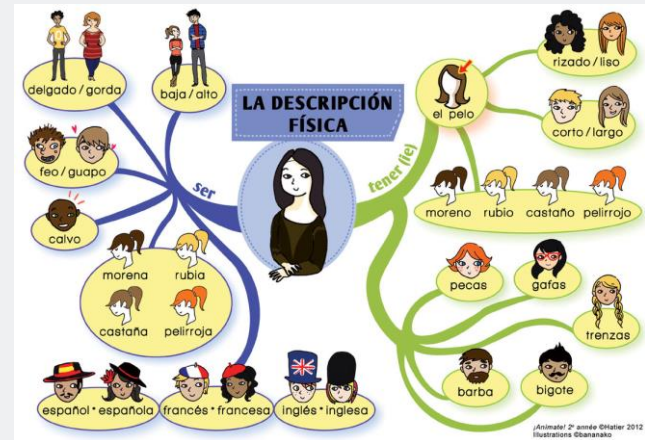 LA DESCRIPCIÓN
FÍSICA
ser
delgado / gorda
baja / alto
feo / guapo
calvo
morena
rubia
castaña
pelirroja
español * española
francés * francesa
inglés * inglesa
tener (ie)
el pelo
rizado / liso
corto / largo
moreno
rubio
castaño
pelirrojo
pecas
gafas
trenzas
barba
bigote
¡Animate! 2e année ©Hatier 2012
Illustrations ©bananako